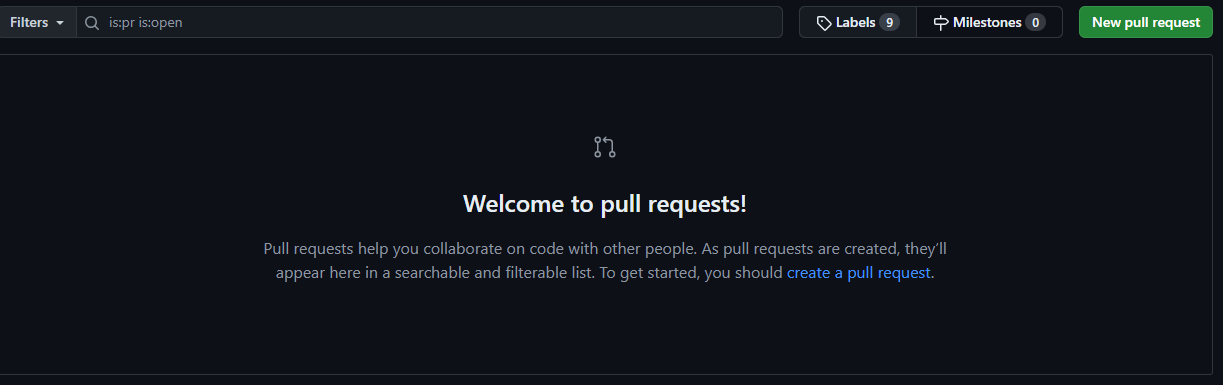 Filters
is:pr is:open
Labels 9
Milestones 0
New pull request
Welcome to pull requests!
Pull requests help you collaborate on code with other people. As pull requests are created, they’ll
appear here in a searchable and filterable list. To get started, you should create a pull request.